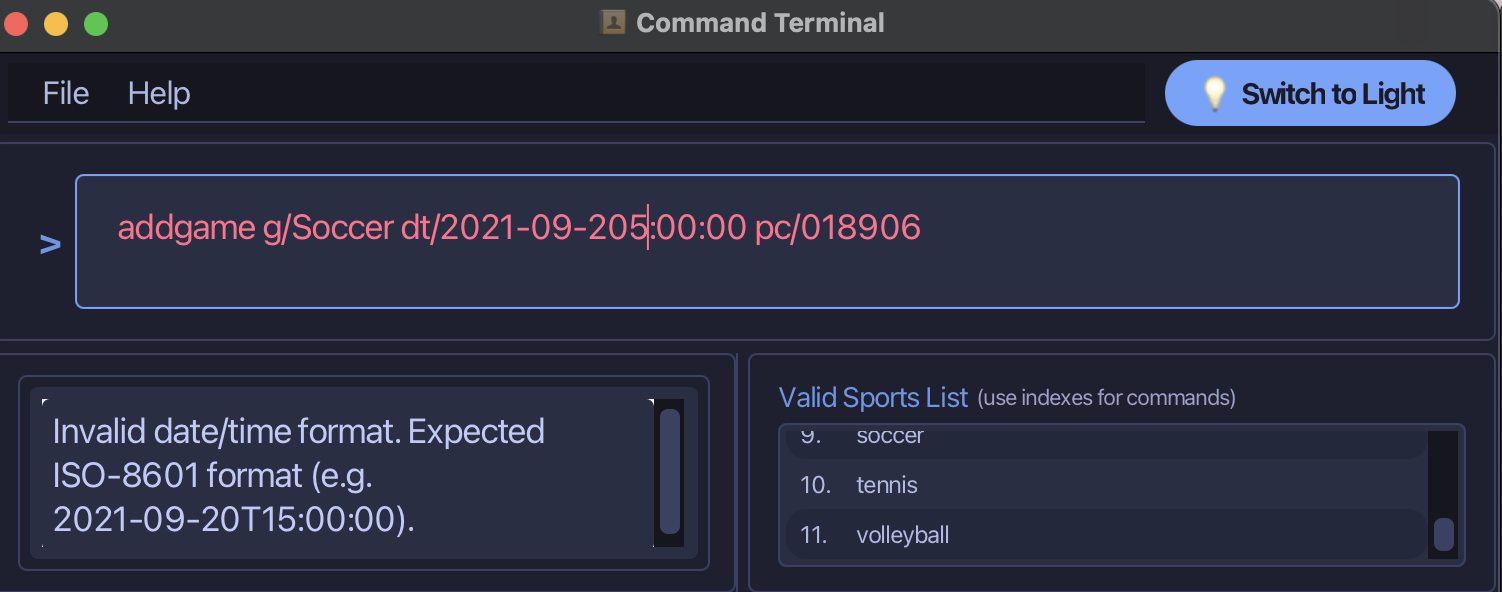 Command Terminal
File Help
💡 Switch to Light
> addgame g/Soccer dt/2021-09-205:00:00 pc/018906
Invalid date/time format. Expected
ISO-8601 format (e.g.
2021-09-20T15:00:00).
Valid Sports List (use indexes for commands)
9. soccer
10. tennis
11. volleyball